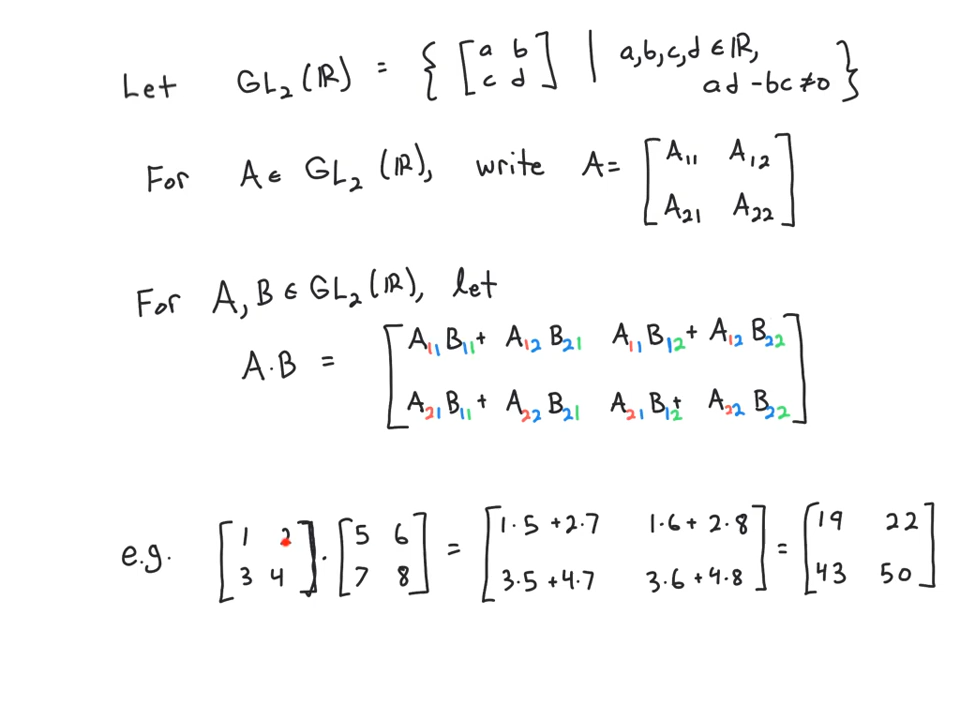 Let GL₂(ℝ) = { [a b; c d] | a,b,c,d ∈ ℝ, ad - bc ≠ 0 }
For A ∈ GL₂(ℝ), write A = [A₁₁ A₁₂; A₂₁ A₂₂]
For A, B ∈ GL₂(ℝ), let
A·B = [A₁₁B₁₁ + A₁₂B₂₁ A₁₁B₁₂ + A₁₂B₂₂; A₂₁B₁₁ + A₂₂B₂₁ A₂₁B₁₂ + A₂₂B₂₂]
e.g. [1 2; 3 4] · [5 6; 7 8] = [1·5 + 2·7 1·6 + 2·8; 3·5 + 4·7 3·6 + 4·8] = [19 22; 43 50]